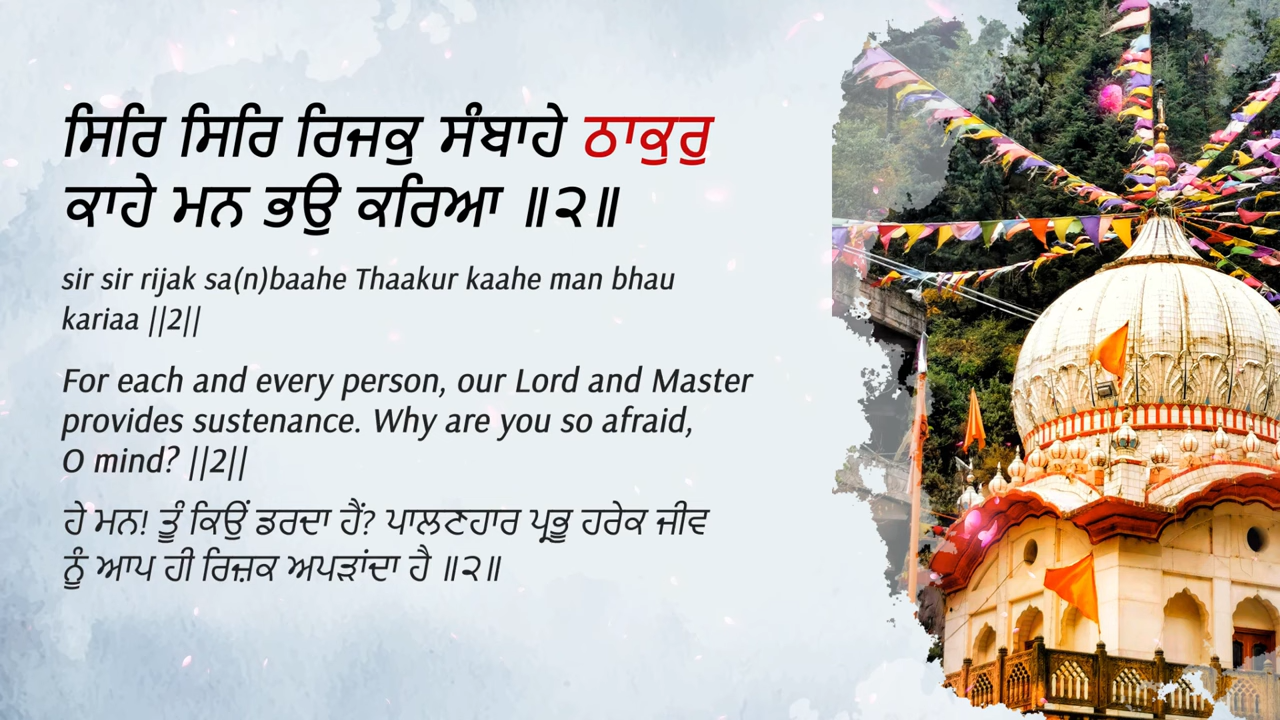 ਸਿਰਿ ਸਿਰਿ ਰਿਜਕੁ ਸੰਬਾਹੇ ਠਾਕੁਰੁ
ਕਾਹੇ ਮਨ ਭਉ ਕਰਿਆ ॥੨॥
sir sir rijak sa(n)baahe Thaakur kaahe man bhau
kariaa ||2||
For each and every person, our Lord and Master
provides sustenance. Why are you so afraid,
O mind? ||2||
ਹੇ ਮਨ! ਤੂੰ ਕਿਉਂ ਡਰਦਾ ਹੈਂ? ਪਾਲਣਹਾਰ ਪ੍ਰਭੂ ਹਰੇਕ ਜੀਵ
ਨੂੰ ਆਪ ਹੀ ਰਿਜ਼ਕ ਅਪੜਾਂਦਾ ਹੈ ॥੨॥